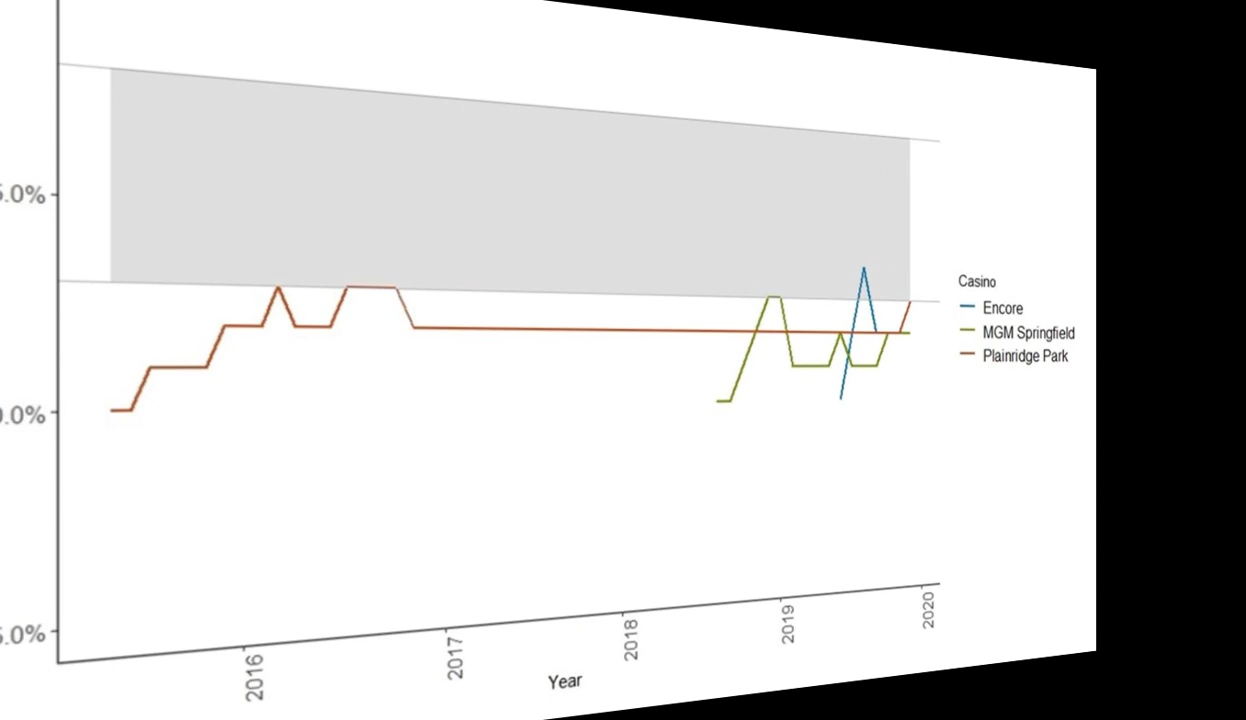 .0%
.0%
.0%
2016
2017
2018
2019
2020
Year
Casino
Encore
MGM Springfield
Plainridge Park